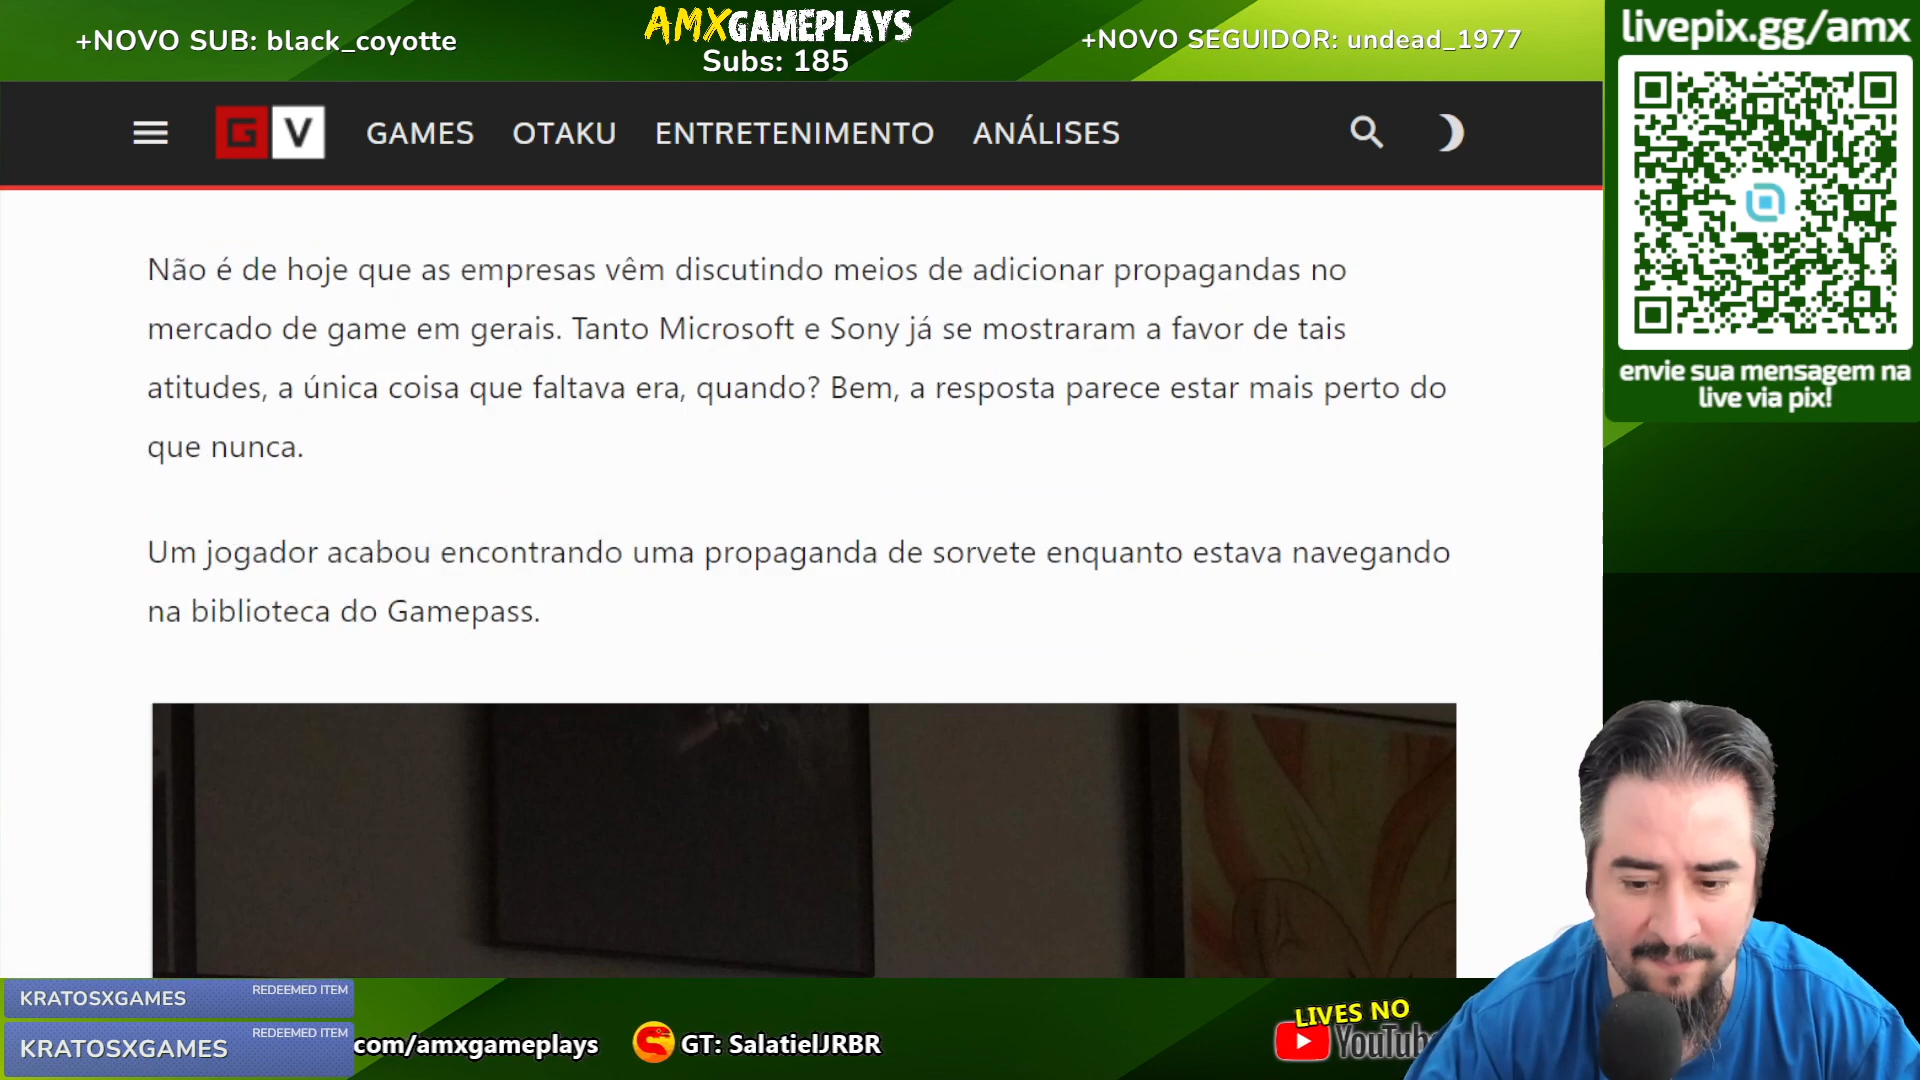 +NOVO SUB: black_coyotte
AMXGAMEPLAYS
Subs: 185
+NOVO SEGUIDOR: undead_1977
livepix.gg/amx
envie sua mensagem na
live via pix!
GV GAMES OTAKU ENTRETENIMENTO ANÁLISES
Não é de hoje que as empresas vêm discutindo meios de adicionar propagandas no
mercado de game em gerais. Tanto Microsoft e Sony já se mostraram a favor de tais
atitudes, a única coisa que faltava era, quando? Bem, a resposta parece estar mais perto do
que nunca.
Um jogador acabou encontrando uma propaganda de sorvete enquanto estava navegando
na biblioteca do Gamepass.
KRATOSXGAMES REDEEMED ITEM
KRATOSXGAMES REDEEMED ITEM
com/amxgameplays
GT: SalatielJRBR
LIVES NO
YouTub